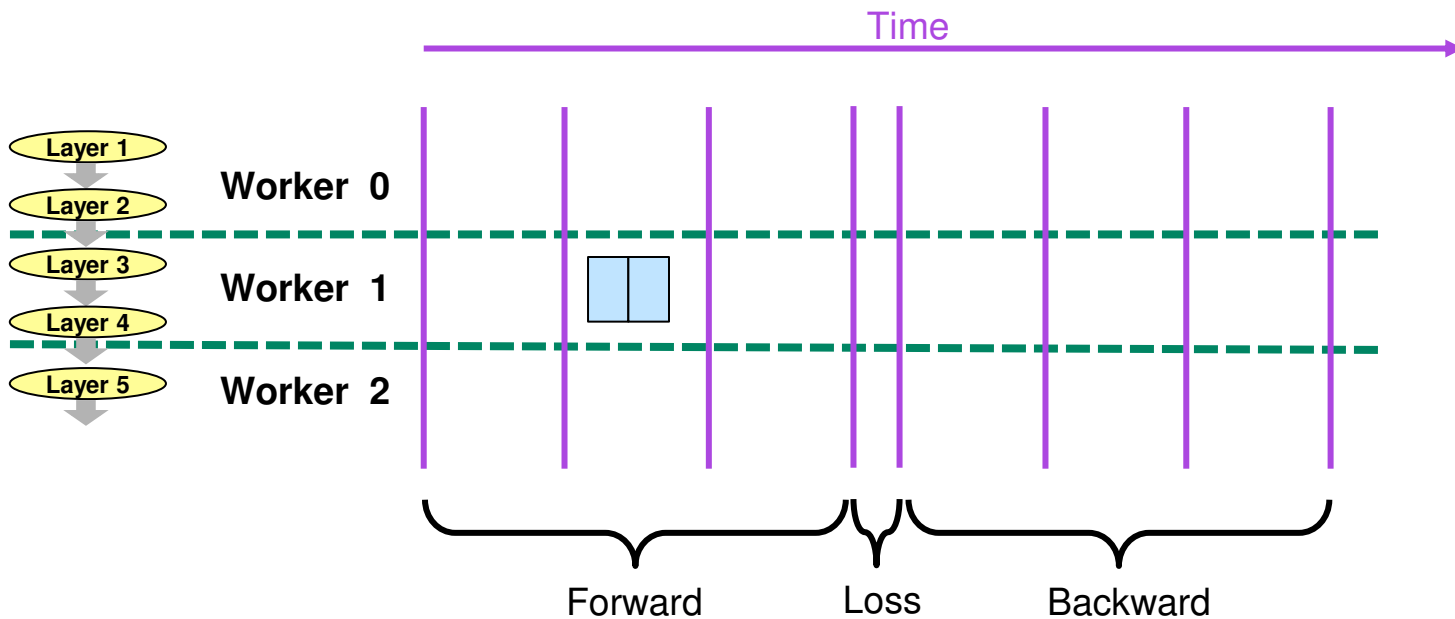 Time
Layer 1
Worker 0
Layer 2
Layer 3
Worker 1
Layer 4
Layer 5
Worker 2
Forward
Loss
Backward